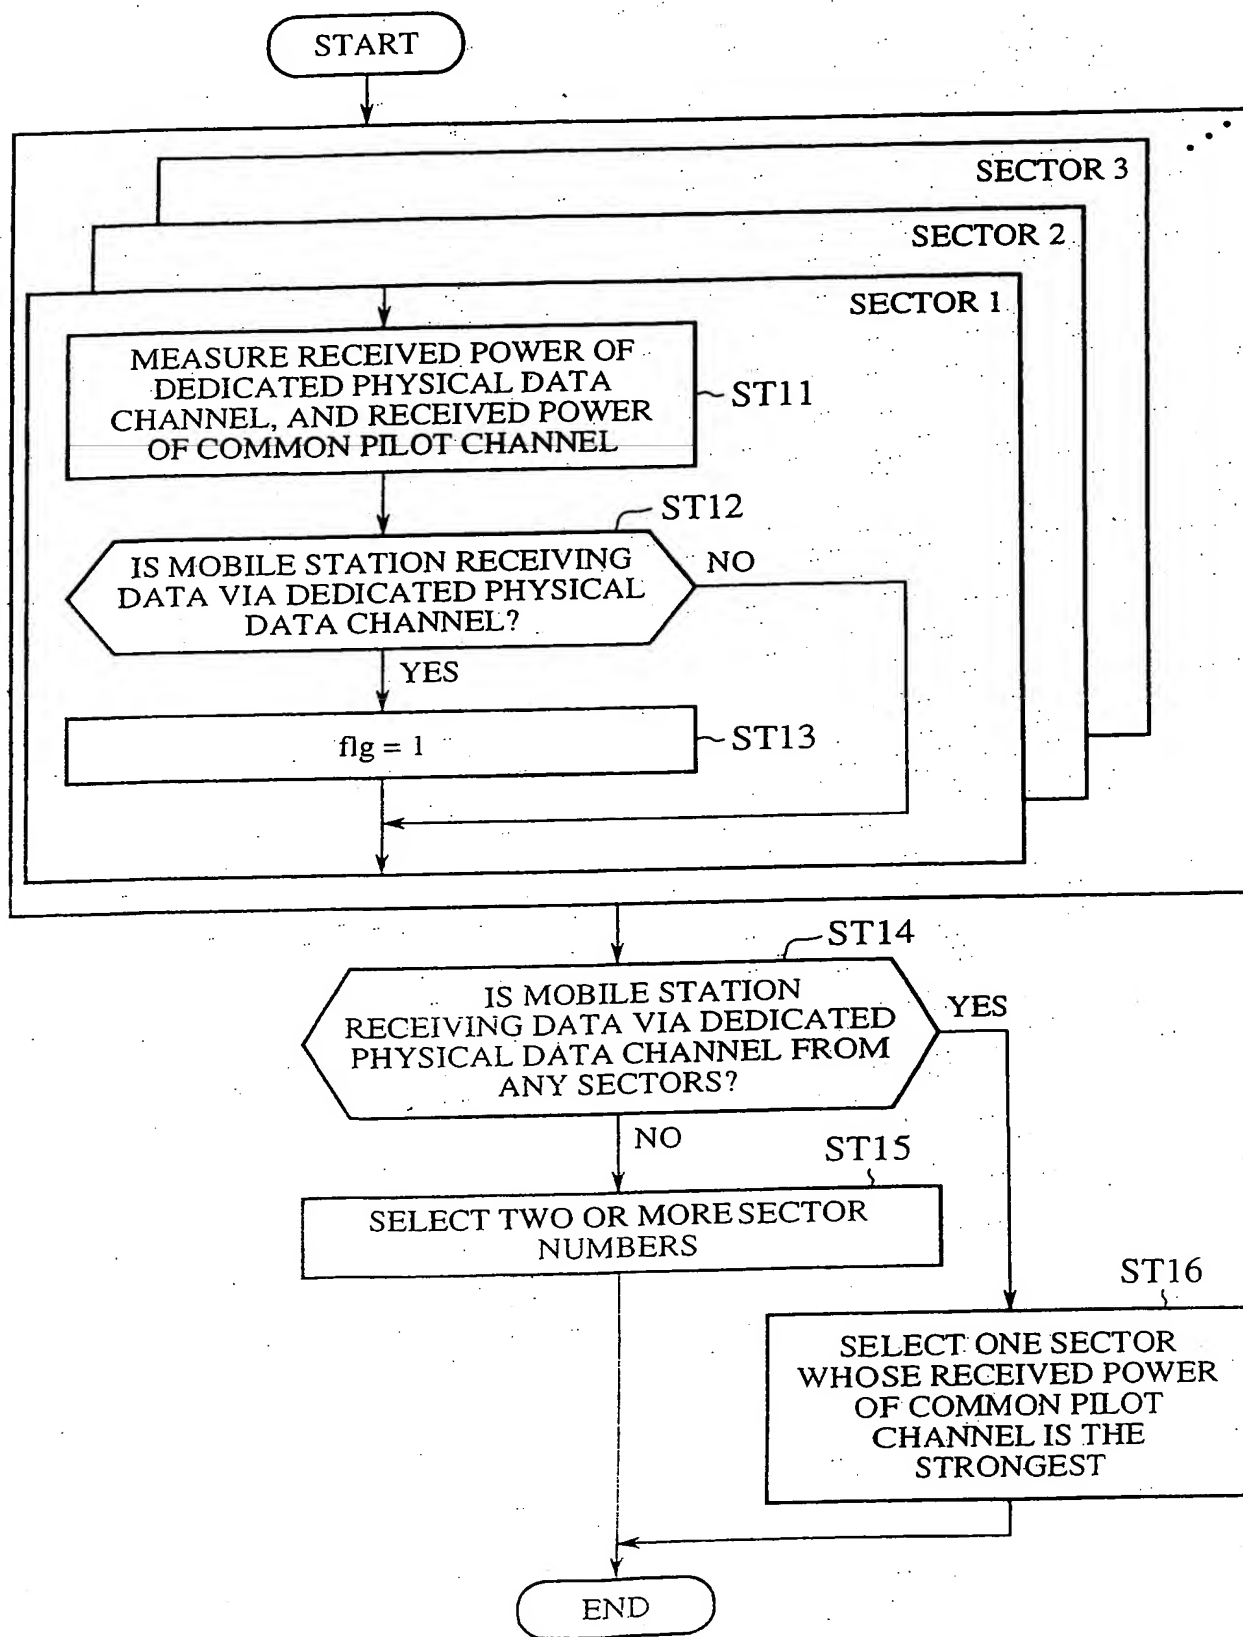 START
SECTOR 3
SECTOR 2
SECTOR 1
MEASURE RECEIVED POWER OF
DEDICATED PHYSICAL DATA
CHANNEL, AND RECEIVED POWER
OF COMMON PILOT CHANNEL
ST11
ST12
IS MOBILE STATION RECEIVING
DATA VIA DEDICATED PHYSICAL
DATA CHANNEL?
NO
YES
flg = 1
ST13
ST14
IS MOBILE STATION
RECEIVING DATA VIA DEDICATED
PHYSICAL DATA CHANNEL FROM
ANY SECTORS?
YES
NO
ST15
SELECT TWO OR MORE SECTOR
NUMBERS
ST16
SELECT ONE SECTOR
WHOSE RECEIVED POWER
OF COMMON PILOT
CHANNEL IS THE
STRONGEST
END